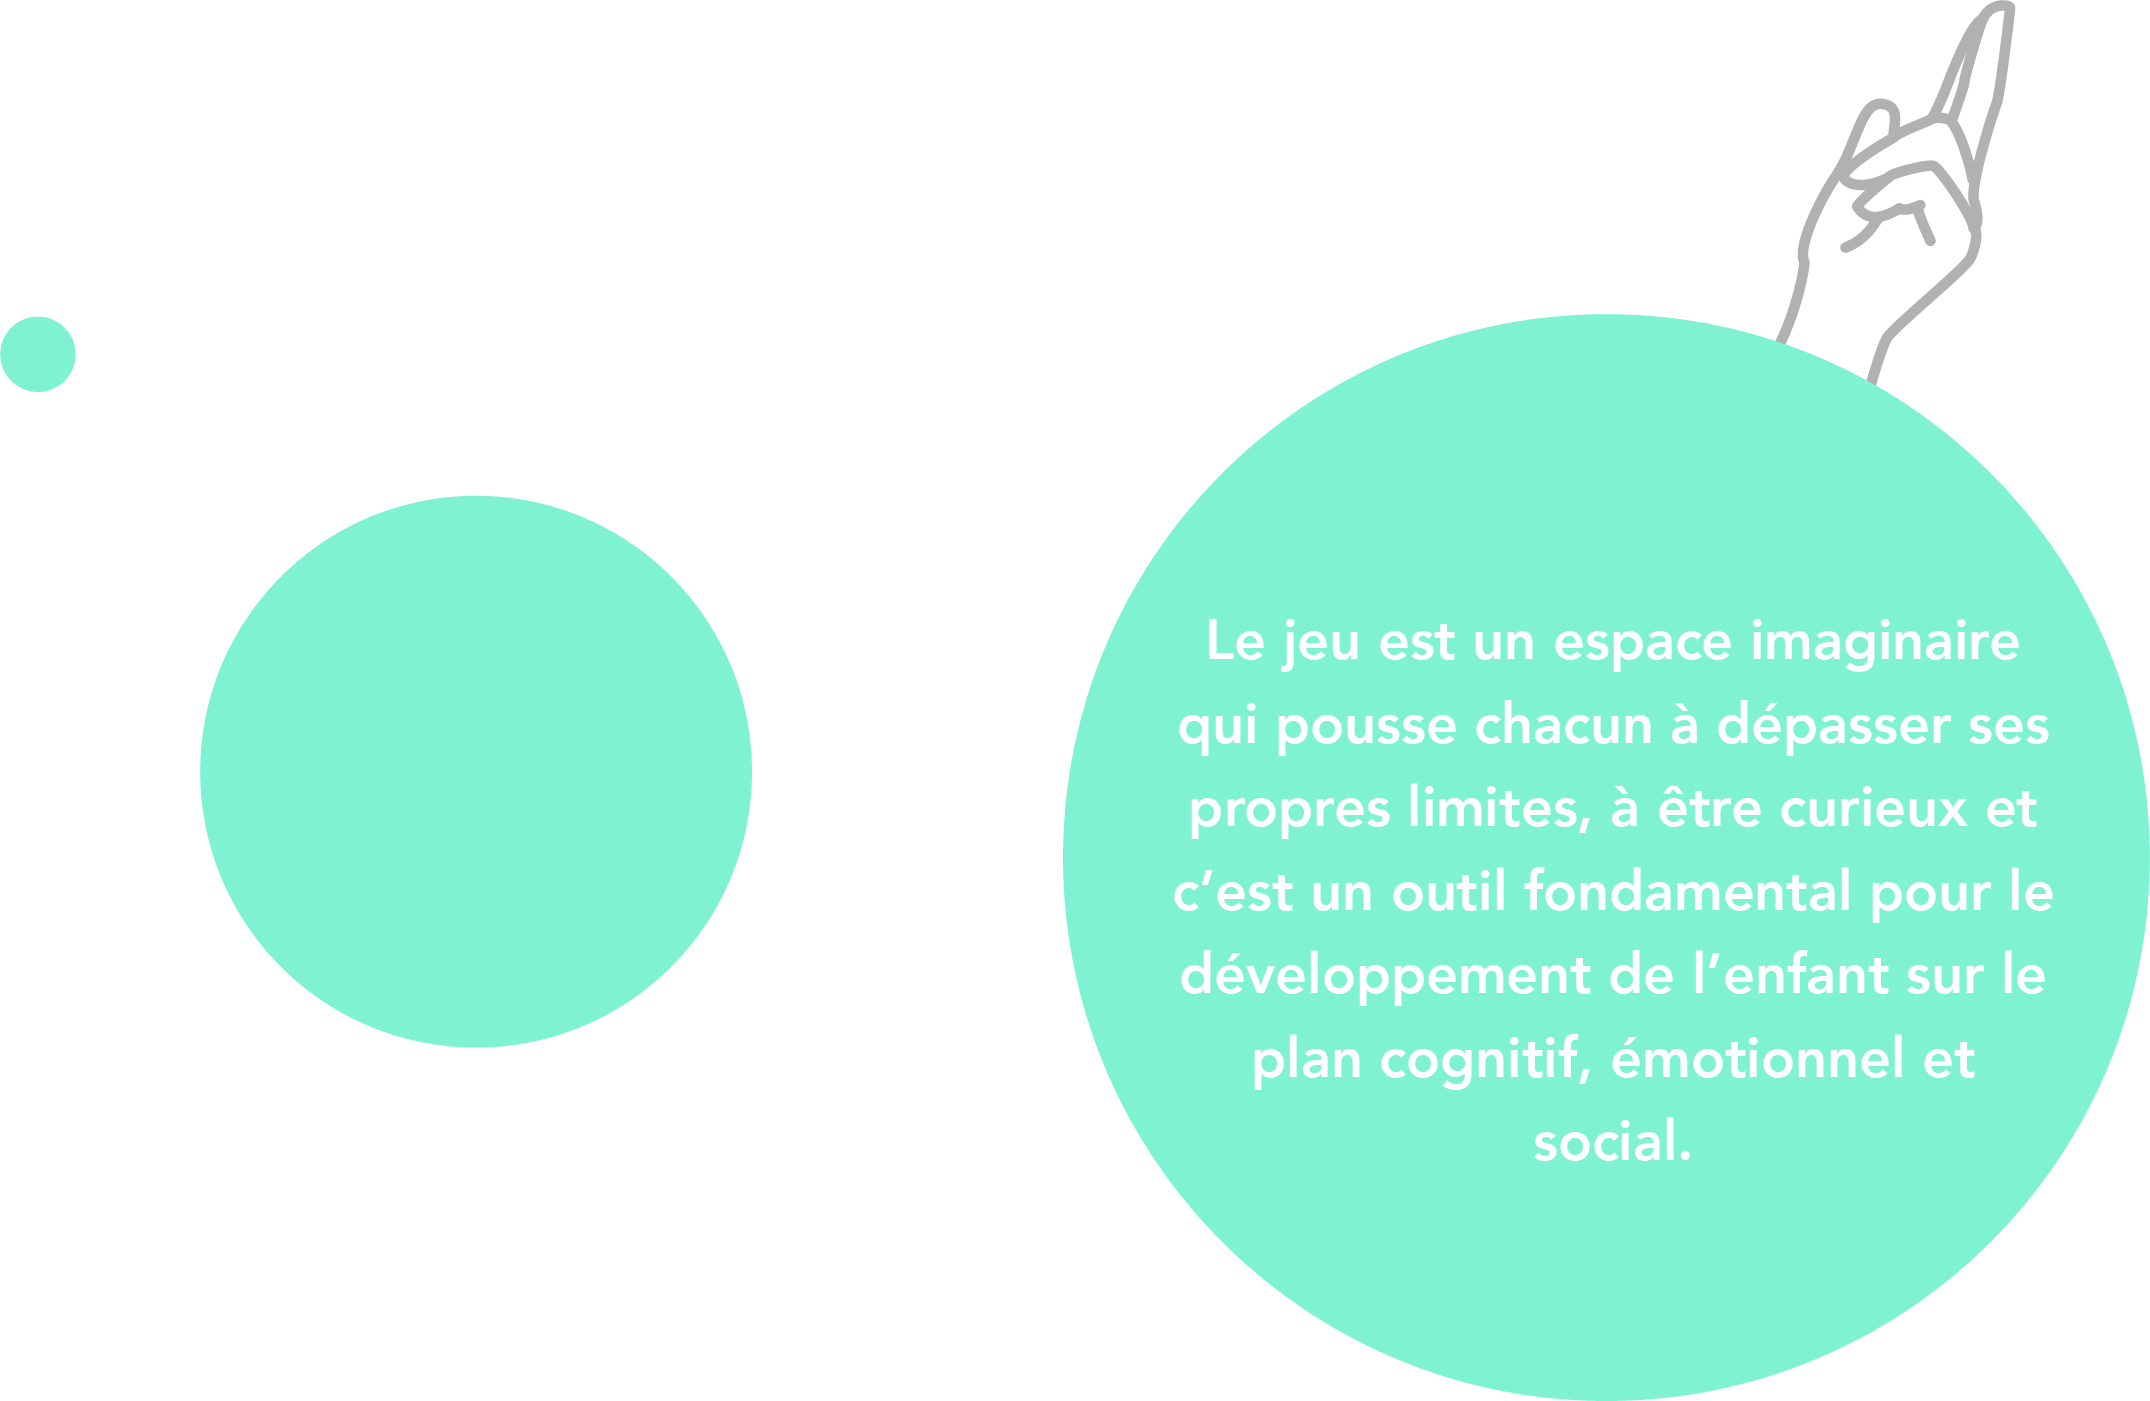 Le jeu est un espace imaginaire
qui pousse chacun à dépasser ses
propres limites, à être curieux et
c’est un outil fondamental pour le
développement de l’enfant sur le
plan cognitif, émotionnel et
social.